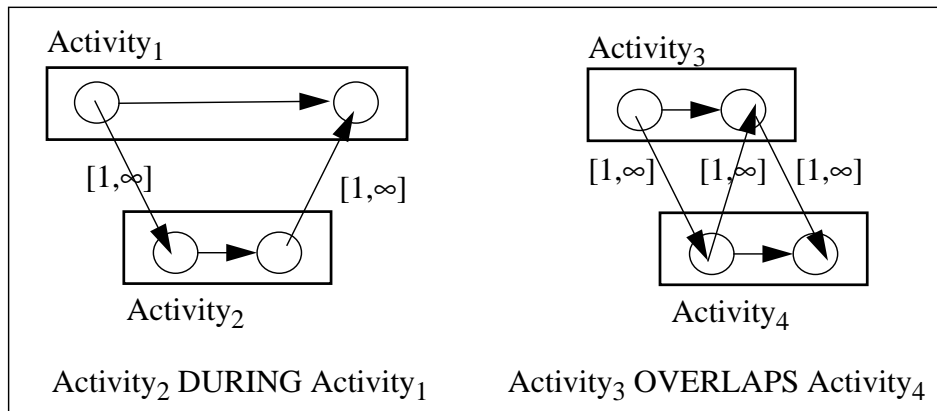 Activity₁
[1,∞]
[1,∞]
Activity₂
Activity₂ DURING Activity₁
Activity₃
[1,∞]
[1,∞]
[1,∞]
Activity₄
Activity₃ OVERLAPS Activity₄